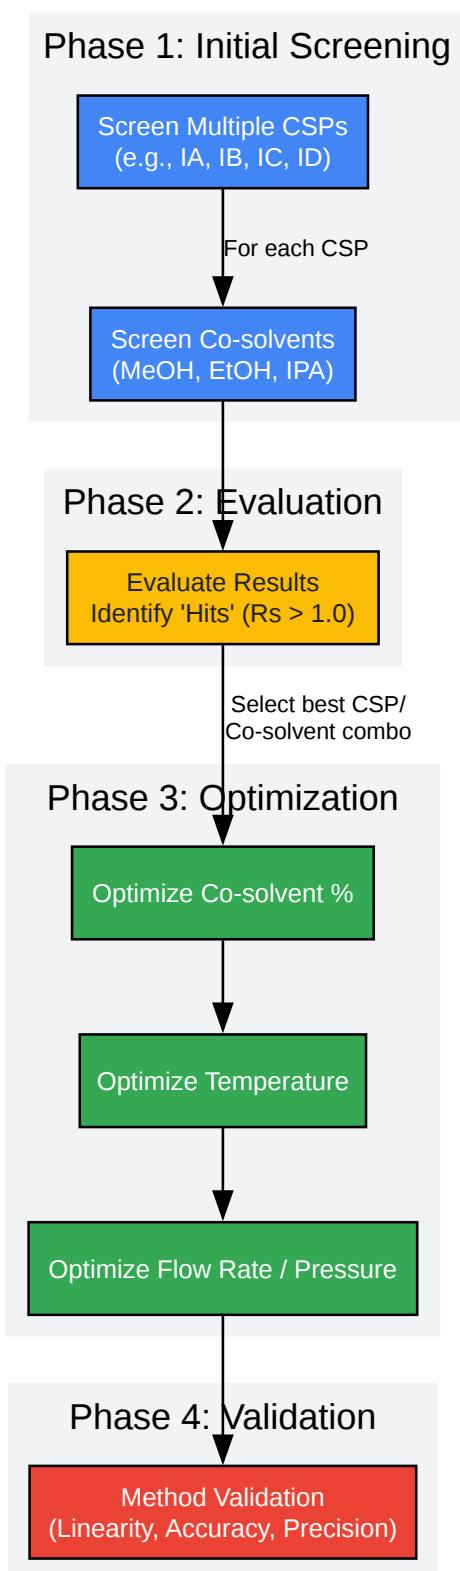 Phase 1: Initial Screening
Screen Multiple CSPs
(e.g., IA, IB, IC, ID)
For each CSP
Screen Co-solvents
(MeOH, EtOH, IPA)
Phase 2: Evaluation
Evaluate Results
Identify 'Hits' (Rs > 1.0)
Select best CSP/
Co-solvent combo
Phase 3: Optimization
Optimize Co-solvent %
Optimize Temperature
Optimize Flow Rate / Pressure
Phase 4: Validation
Method Validation
(Linearity, Accuracy, Precision)